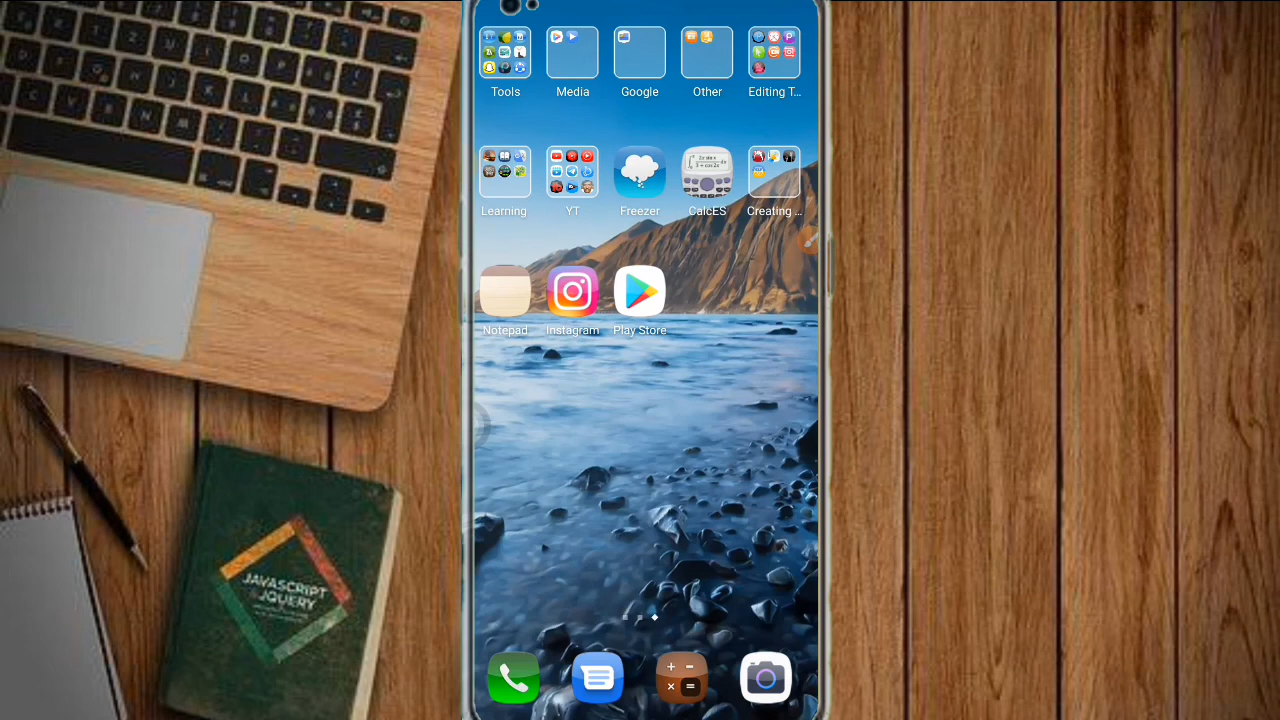 Tools
Media
Google
Other
Editing T...
Learning
YT
Freezer
CalcES
Creating ...
Notepad
Instagram
Play Store
JAVASCRIPT
& JQUERY